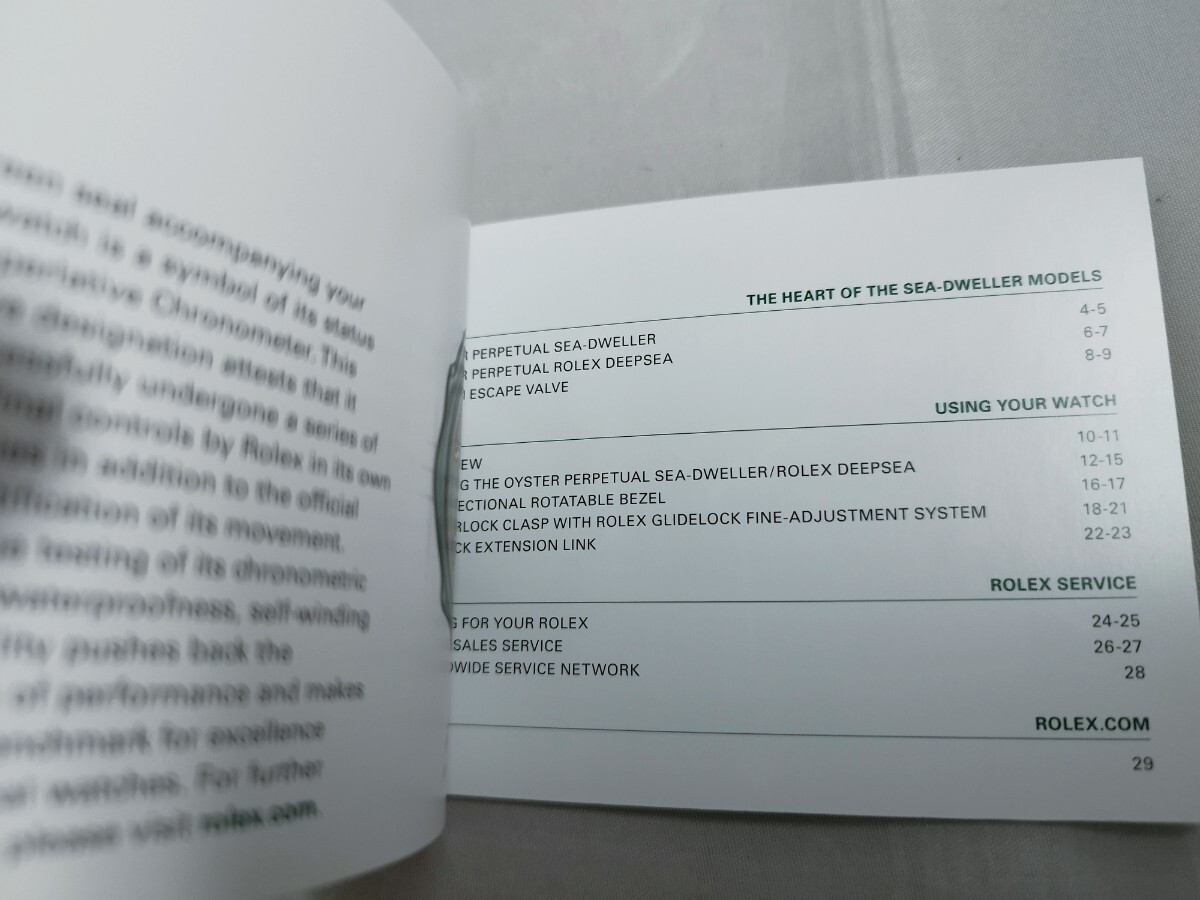 seal accompanying your
watch is a symbol of its status
Chronometer. This
designation attests that it
undergone a series of
controls by Rolex in its own
in addition to the official
of its movement.
testing of its chronometric
waterproofness, self-winding
pushes back the
of performance and makes
for excellence
watches. For further
please visit rolex.com.
THE HEART OF THE SEA-DWELLER MODELS
PERPETUAL SEA-DWELLER 4-5
PERPETUAL ROLEX DEEPSEA 6-7
ESCAPE VALVE 8-9
USING YOUR WATCH
EW 10-11
G THE OYSTER PERPETUAL SEA-DWELLER/ROLEX DEEPSEA 12-15
ECTIONAL ROTATABLE BEZEL 16-17
RLOCK CLASP WITH ROLEX GLIDELOCK FINE-ADJUSTMENT SYSTEM 18-21
CK EXTENSION LINK 22-23
ROLEX SERVICE
G FOR YOUR ROLEX 24-25
SALES SERVICE 26-27
WIDE SERVICE NETWORK 28
ROLEX.COM
29